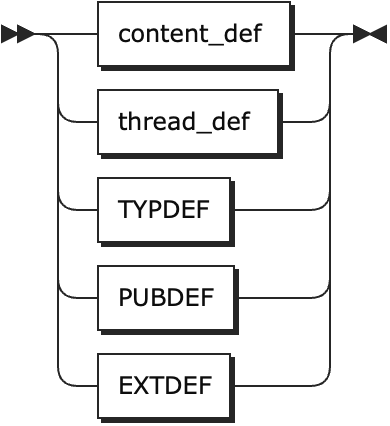 content_def
thread_def
TYPDEF
PUBDEF
EXTDEF